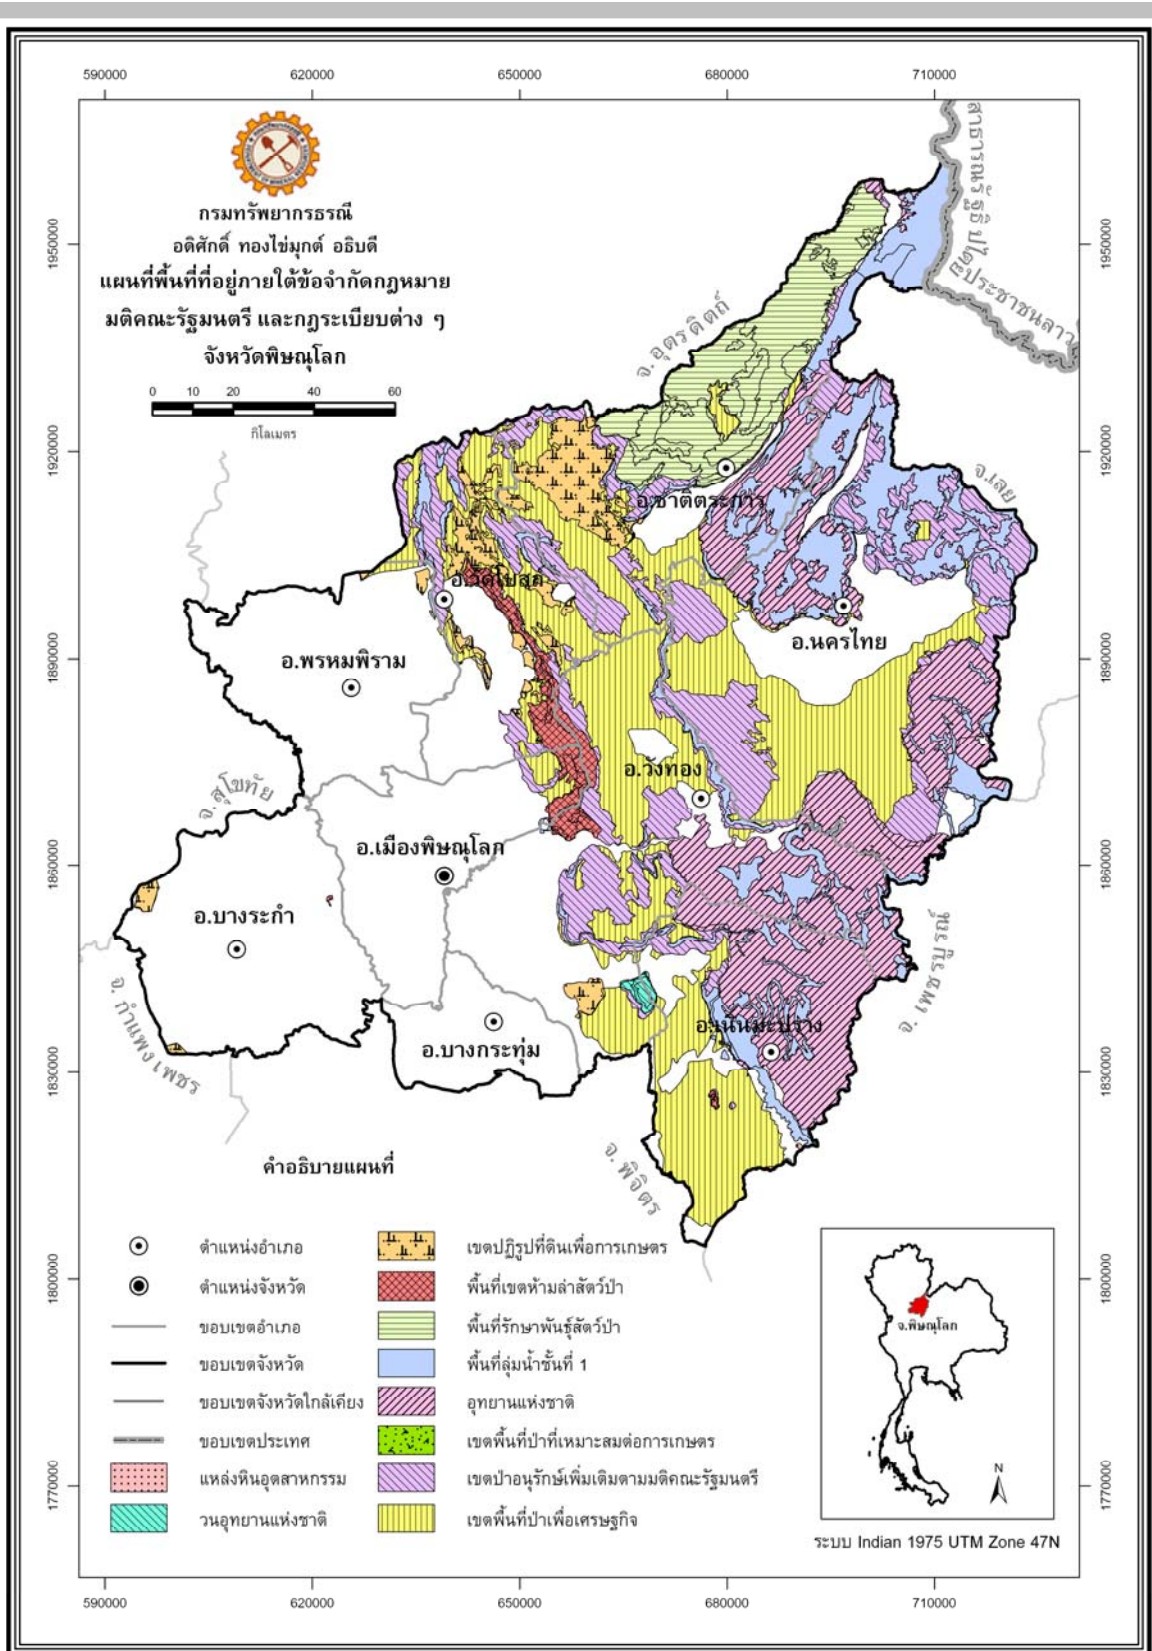 590000 620000 650000 680000 710000
กรมทรัพยากรธรณี
อดิศักดิ์ ทองไข่มุกต์ อธิบดี
แผนที่พื้นที่ที่อยู่ภายใต้ข้อจำกัดกฎหมาย
มติคณะรัฐมนตรี และกฎระเบียบต่าง ๆ
จังหวัดพิษณุโลก
0 10 20 40 60
กิโลเมตร
สาธารณรัฐธิปไตยประชาชนลาว
1950000 1950000
จ. อุตรดิตถ์
1920000 1920000
จ.เลย
อ.ชาติตระการ
อ.วัดโบสถ์
อ.นครไทย
อ.พรหมพิราม
1890000 1890000
อ.วังทอง
จ. สุโขทัย
อ.เมืองพิษณุโลก
1860000 1860000
อ.บางระกำ
จ. เพชรบูรณ์
จ. กำแพงเพชร
อ.เนินมะปราง
อ.บางกระทุ่ม
1830000 1830000
จ. พิจิตร
คำอธิบายแผนที่
ตำแหน่งอำเภอ
ตำแหน่งจังหวัด
ขอบเขตอำเภอ
ขอบเขตจังหวัด
ขอบเขตจังหวัดใกล้เคียง
ขอบเขตประเทศ
แหล่งหินอุตสาหกรรม
วนอุทยานแห่งชาติ
เขตปฏิรูปที่ดินเพื่อการเกษตร
พื้นที่เขตห้ามล่าสัตว์ป่า
พื้นที่รักษาพันธุ์สัตว์ป่า
พื้นที่ลุ่มน้ำชั้นที่ 1
อุทยานแห่งชาติ
เขตพื้นที่ป่าที่เหมาะสมต่อการเกษตร
เขตป่าอนุรักษ์เพิ่มเติมตามมติคณะรัฐมนตรี
เขตพื้นที่ป่าเพื่อเศรษฐกิจ
1800000 1800000
จ.พิษณุโลก
N
1770000 1770000
ระบบ Indian 1975 UTM Zone 47N
590000 620000 650000 680000 710000